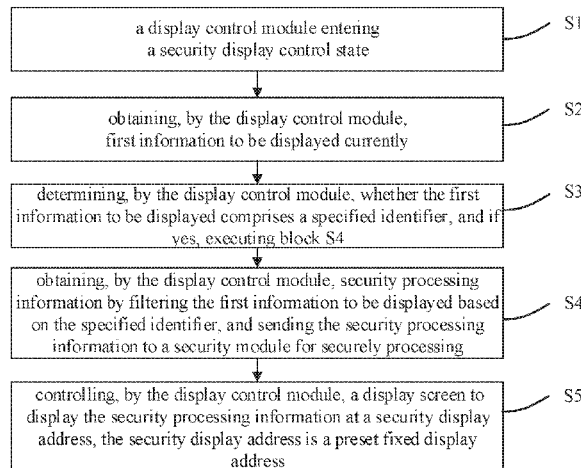 a display control module entering
a security display control state
S1
obtaining, by the display control module,
first information to be displayed currently
S2
determining, by the display control module, whether the first
information to be displayed comprises a specified identifier, and if
yes, executing block S4
S3
obtaining, by the display control module, security processing
information by filtering the first information to be displayed based
on the specified identifier, and sending the security processing
information to a security module for securely processing
S4
controlling, by the display control module, a display screen to
display the security processing information at a security display
address, the security display address is a preset fixed display
address
S5